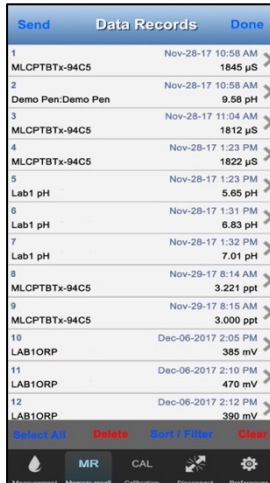 Send Data Records Done
1 Nov-28-17 10:58 AM
MLCPTBTx-94C5 1845 µS
2 Nov-28-17 10:58 AM
Demo Pen:Demo Pen 9.58 pH
3 Nov-28-17 11:04 AM
MLCPTBTx-94C5 1812 µS
4 Nov-28-17 1:23 PM
MLCPTBTx-94C5 1822 µS
5 Nov-28-17 1:23 PM
Lab1 pH 5.65 pH
6 Nov-28-17 1:31 PM
Lab1 pH 6.83 pH
7 Nov-28-17 1:32 PM
Lab1 pH 7.01 pH
8 Nov-29-17 8:14 AM
MLCPTBTx-94C5 3.221 ppt
9 Nov-29-17 8:15 AM
MLCPTBTx-94C5 3.000 ppt
10 Dec-06-2017 2:05 PM
LAB1ORP 385 mV
11 Dec-06-2017 2:10 PM
LAB1ORP 470 mV
12 Dec-06-2017 2:12 PM
LAB1ORP 390 mV
Select All Delete Sort / Filter Clear
MR CAL
Measurement Memory recall Calibration Disconnect Preferences